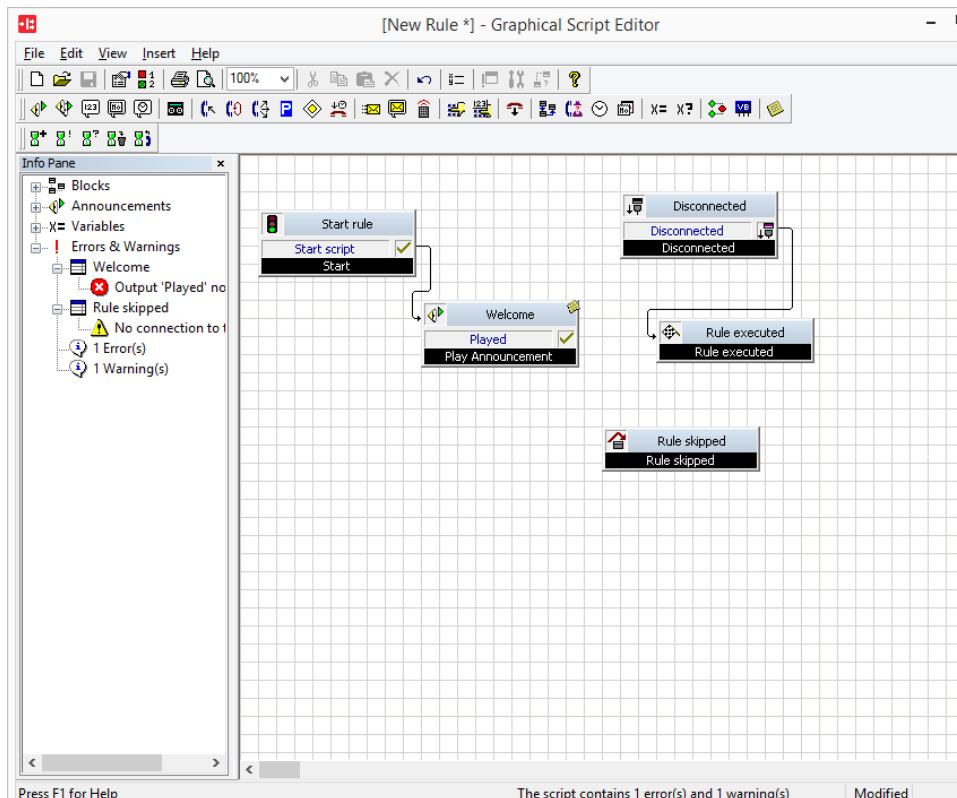 [New Rule *] - Graphical Script Editor
File Edit View Insert Help
100%
Info Pane
Blocks
Announcements
X= Variables
Errors & Warnings
Welcome
Output 'Played' no
Rule skipped
No connection to
1 Error(s)
1 Warning(s)
Start rule
Start script
Start
Welcome
Played
Play Announcement
Disconnected
Disconnected
Disconnected
Rule executed
Rule executed
Rule skipped
Rule skipped
Press F1 for Help
The script contains 1 error(s) and 1 warning(s)
Modified